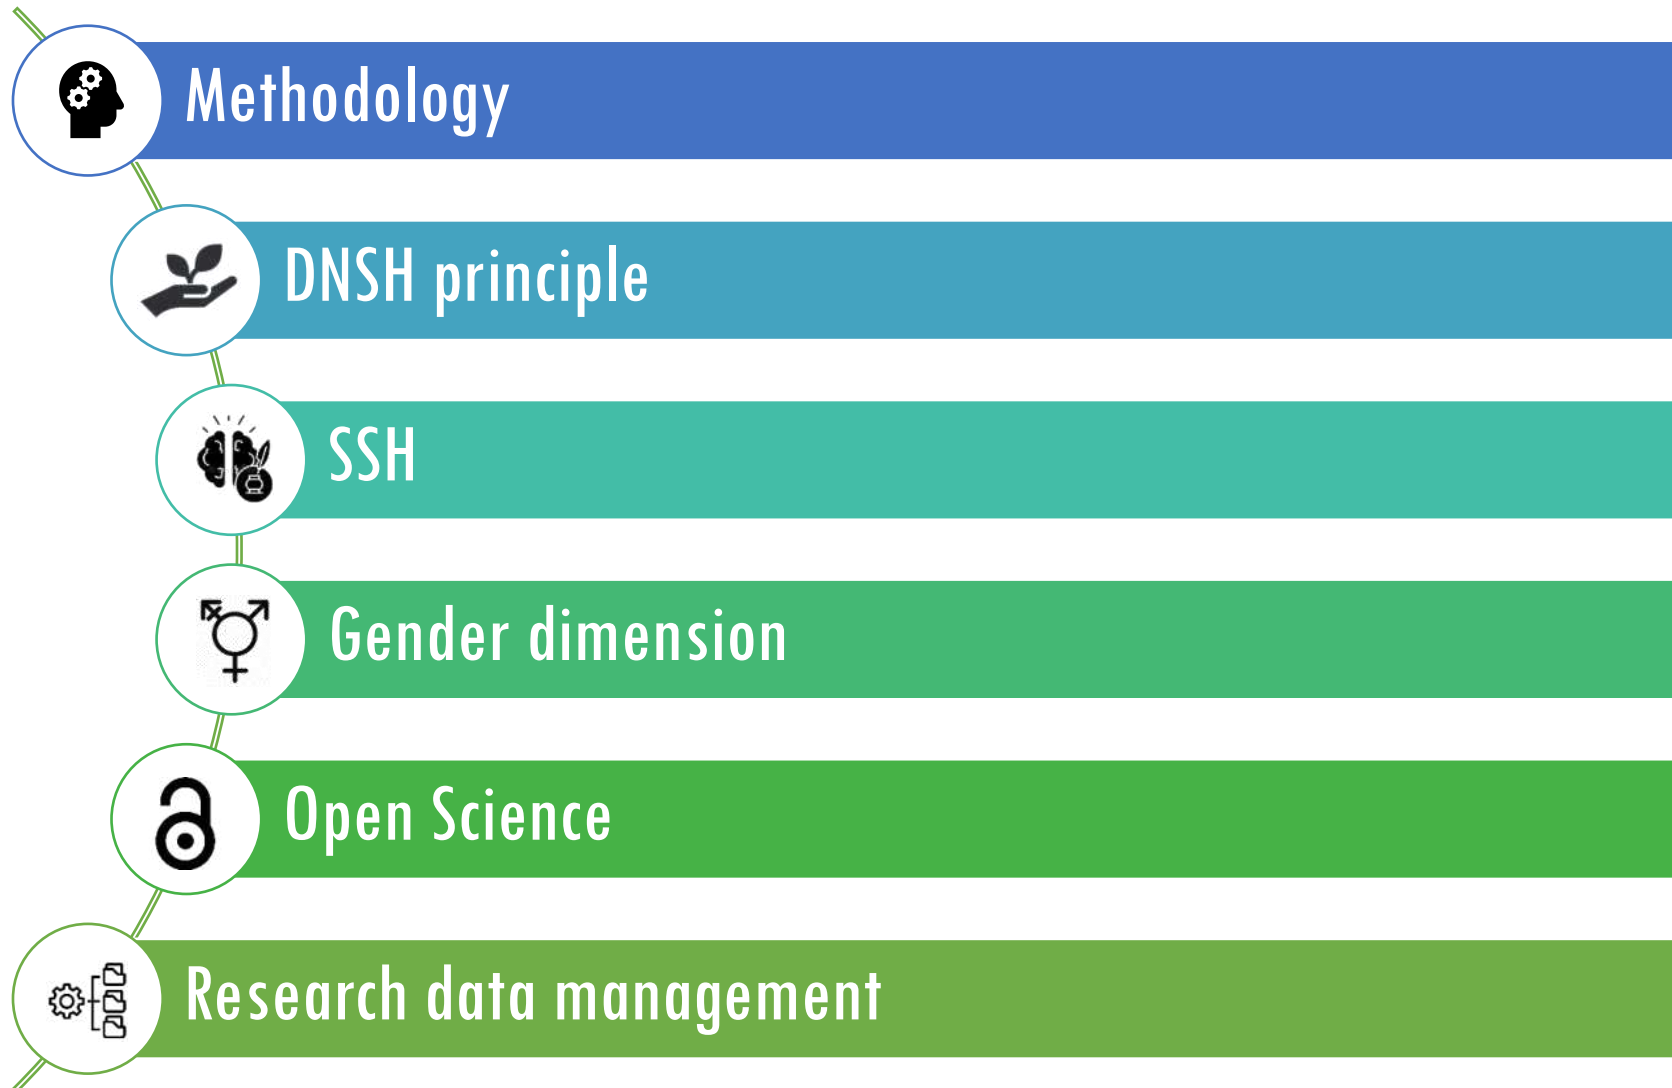 Methodology
DNSH principle
SSH
Gender dimension
Open Science
Research data management